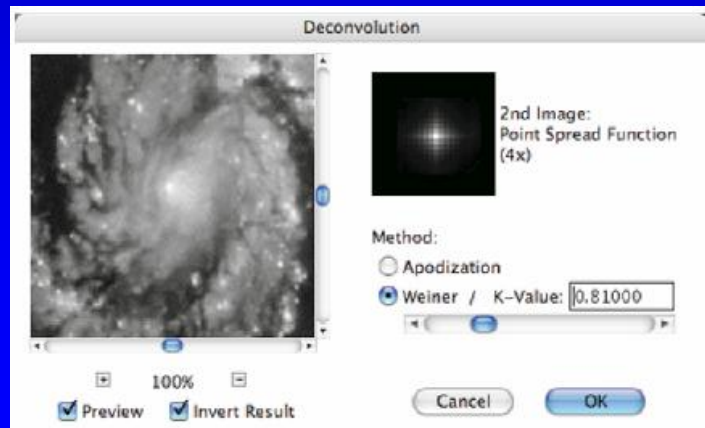 Deconvolution
2nd Image:
Point Spread Function
(4x)
Method:
Apodization
Weiner / K-Value: 0.81000
100%
Preview
Invert Result
Cancel
OK